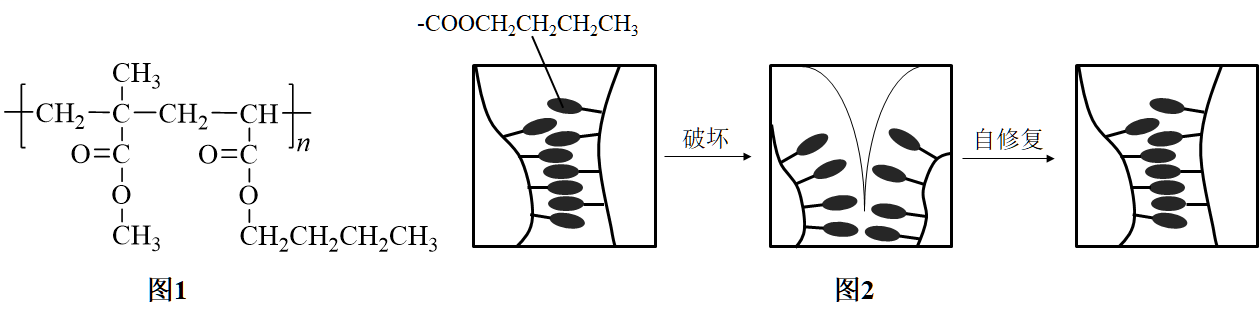 -COOCH₂CH₂CH₂CH₃
CH₃
[CH₂-C-CH₂-CH]n
O=C O=C
O O
CH₃ CH₂CH₂CH₂CH₃
破坏
自修复
图1
图2